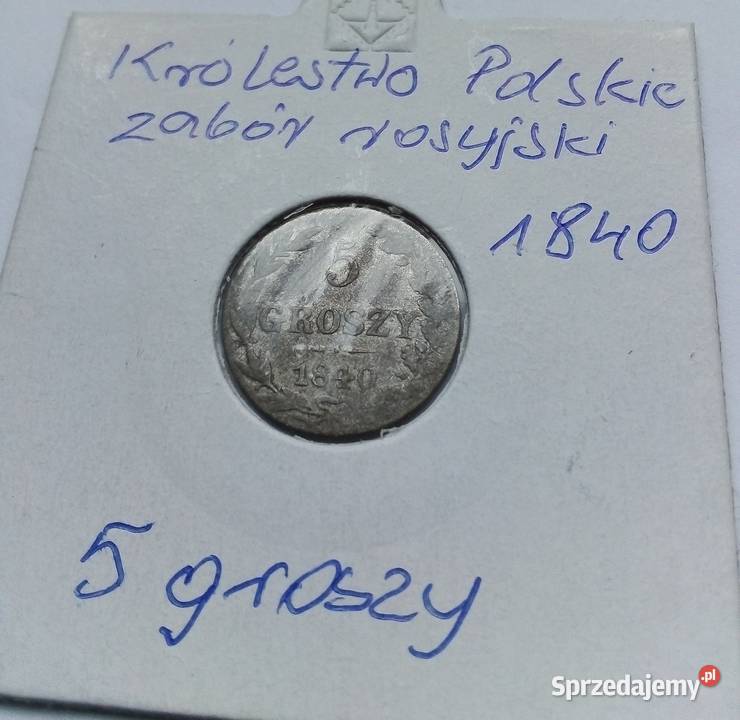 Królestwo Polskie
zabór rosyjski
1840
5
GROSZY
1840
5 groszy
Sprzedajemy.pl